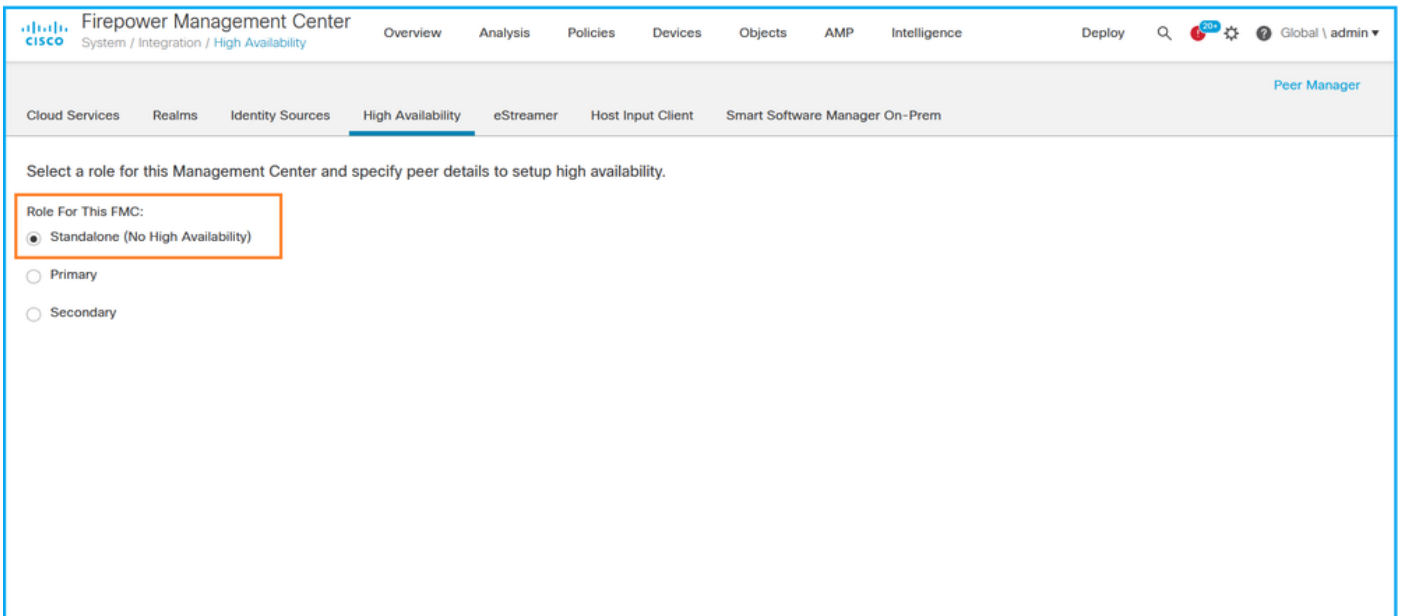 Firepower Management Center
CISCO System / Integration / High Availability
Overview Analysis Policies Devices Objects AMP Intelligence Deploy 20+ Global \ admin
Peer Manager
Cloud Services Realms Identity Sources High Availability eStreamer Host Input Client Smart Software Manager On-Prem
Select a role for this Management Center and specify peer details to setup high availability.
Role For This FMC:
Standalone (No High Availability)
Primary
Secondary